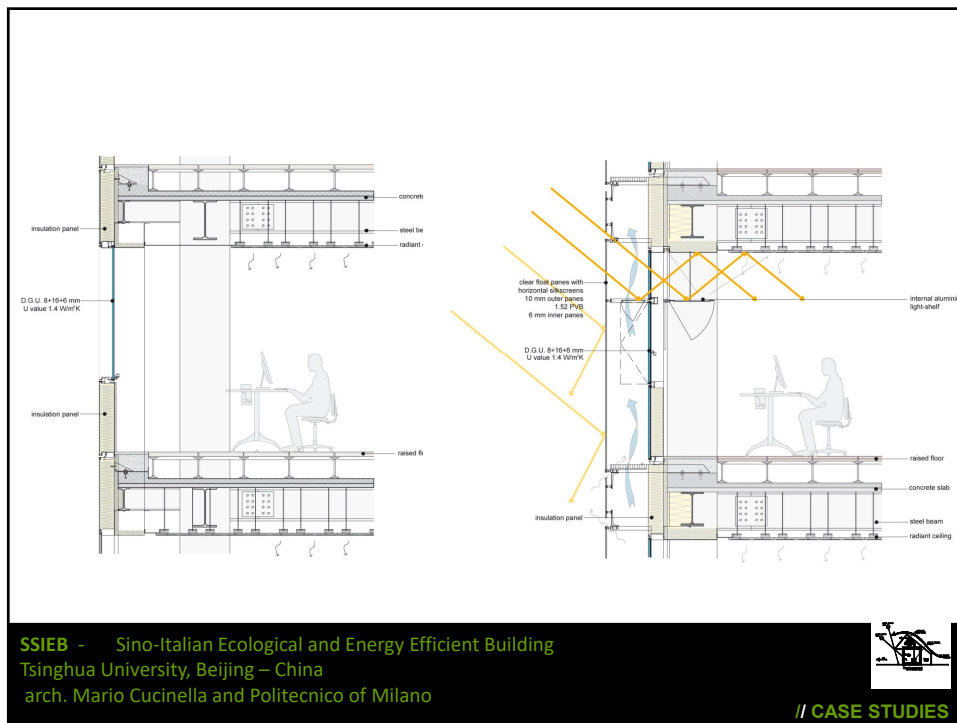 concrete
steel be
radiant
insulation panel
D.G.U. 8+16+6 mm
U value 1.4 W/m²K
insulation panel
raised fl
clear float panes with
horizontal silkscreens
10 mm outer panes
1.52 PVB
6 mm inner panes
internal alumini
light-shelf
D.G.U. 8+16+6 mm
U value 1.4 W/m²K
raised floor
concrete slab
insulation panel
steel beam
radiant ceiling
SSIEB - Sino-Italian Ecological and Energy Efficient Building
Tsinghua University, Beijing – China
arch. Mario Cucinella and Politecnico of Milano
// CASE STUDIES